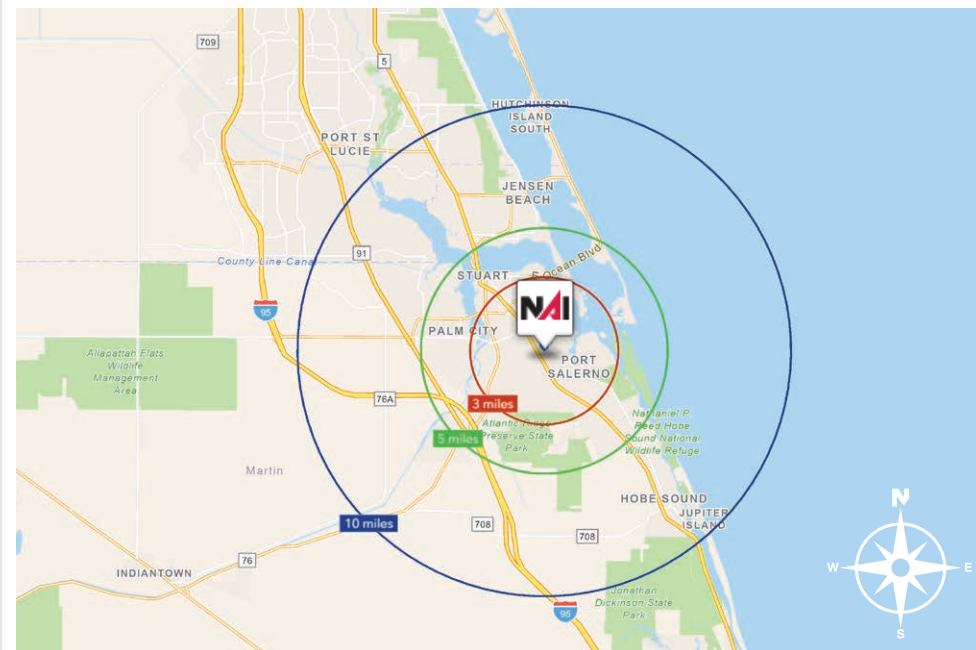 709
5
HUTCHINSON
ISLAND
SOUTH
PORT ST
LUCIE
JENSEN
BEACH
91
County Line Canal
E Ocean Blvd
STUART
95
NAI
PALM CITY
Allapattah Flats
Wildlife
Management
Area
PORT
SALERNO
76A
3 miles
Nathaniel P
Reed Hobe
Sound National
Wildlife Refuge
Atlantic Ridge
Preserve State
Park
5 miles
Martin
HOBE SOUND
JUPITER
ISLAND
10 miles
708
708
N
W
E
S
76
INDIANTOWN
Jonathan
Dickinson State
Park
95